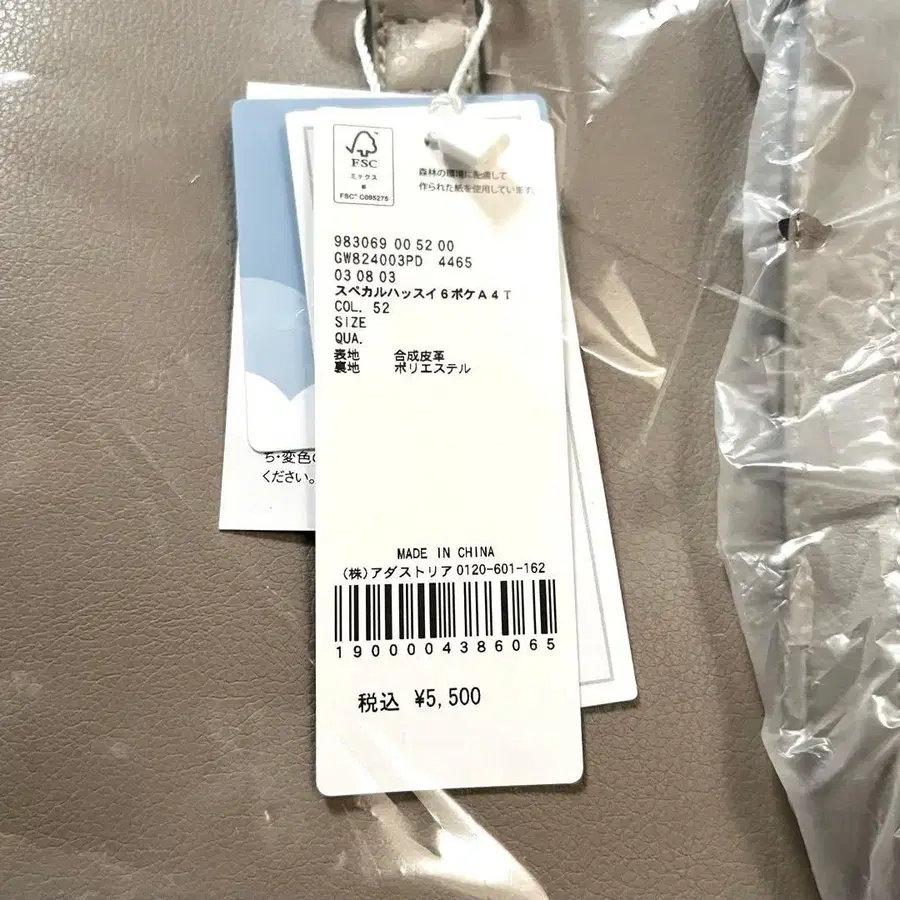 FSC
ミックス
紙
FSC® C095275
森林の環境に配慮して
作られた紙を使用しています。
983069 00 52 00
GW824003PD 4465
03 08 03
スペカルハッスイ6ポケA4T
COL. 52
SIZE
QUA.
表地 合成皮革
裏地 ポリエステル
ち・変色の
ください。
MADE IN CHINA
(株)アダストリア0120-601-162
1900004386065
税込 ¥5,500